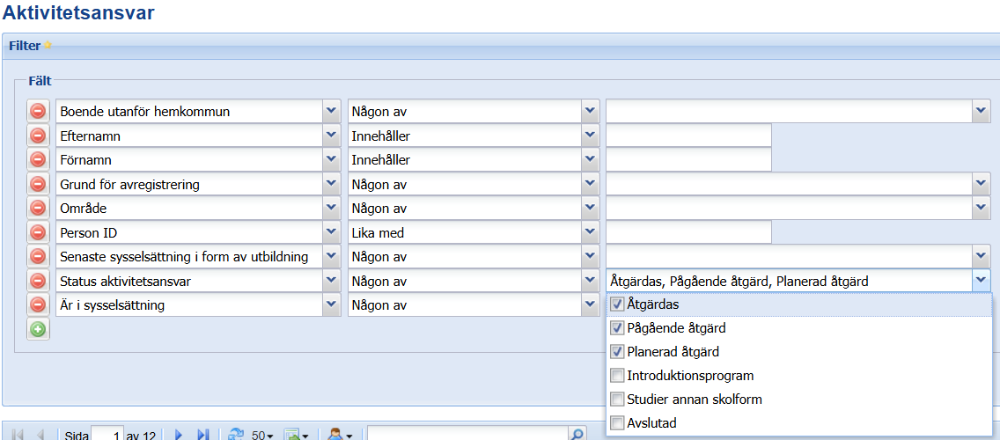 Aktivitetsansvar
Filter
Fält
Boende utanför hemkommun Någon av
Efternamn Innehåller
Förnamn Innehåller
Grund för avregistrering Någon av
Område Någon av
Person ID Lika med
Senaste sysselsättning i form av utbildning Någon av
Status aktivitetsansvar Någon av Åtgärdas, Pågående åtgärd, Planerad åtgärd
Är i sysselsättning Någon av
Åtgärdas
Pågående åtgärd
Planerad åtgärd
Introduktionsprogram
Studier annan skolform
Avslutad
Sida 1 av 12 50